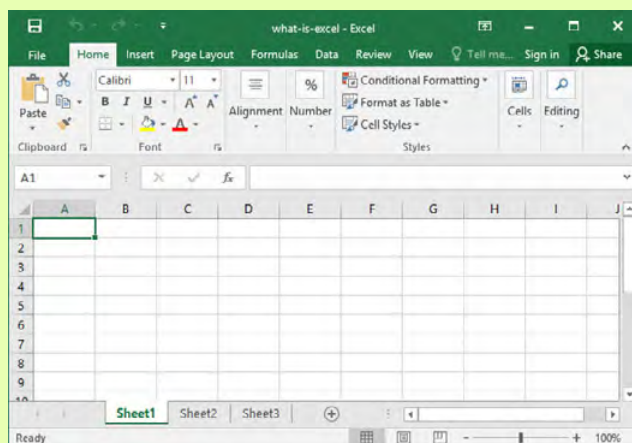 what-is-excel - Excel
File Home Insert Page Layout Formulas Data Review View Tell me... Sign in Share
Calibri 11 % Conditional Formatting
Paste B I U A A Alignment Number Format as Table Cells Editing
A Cell Styles
Clipboard Font Styles
A1 fx
A B C D E F G H I J
1
2
3
4
5
6
7
8
9
10
Sheet1 Sheet2 Sheet3
Ready 100%